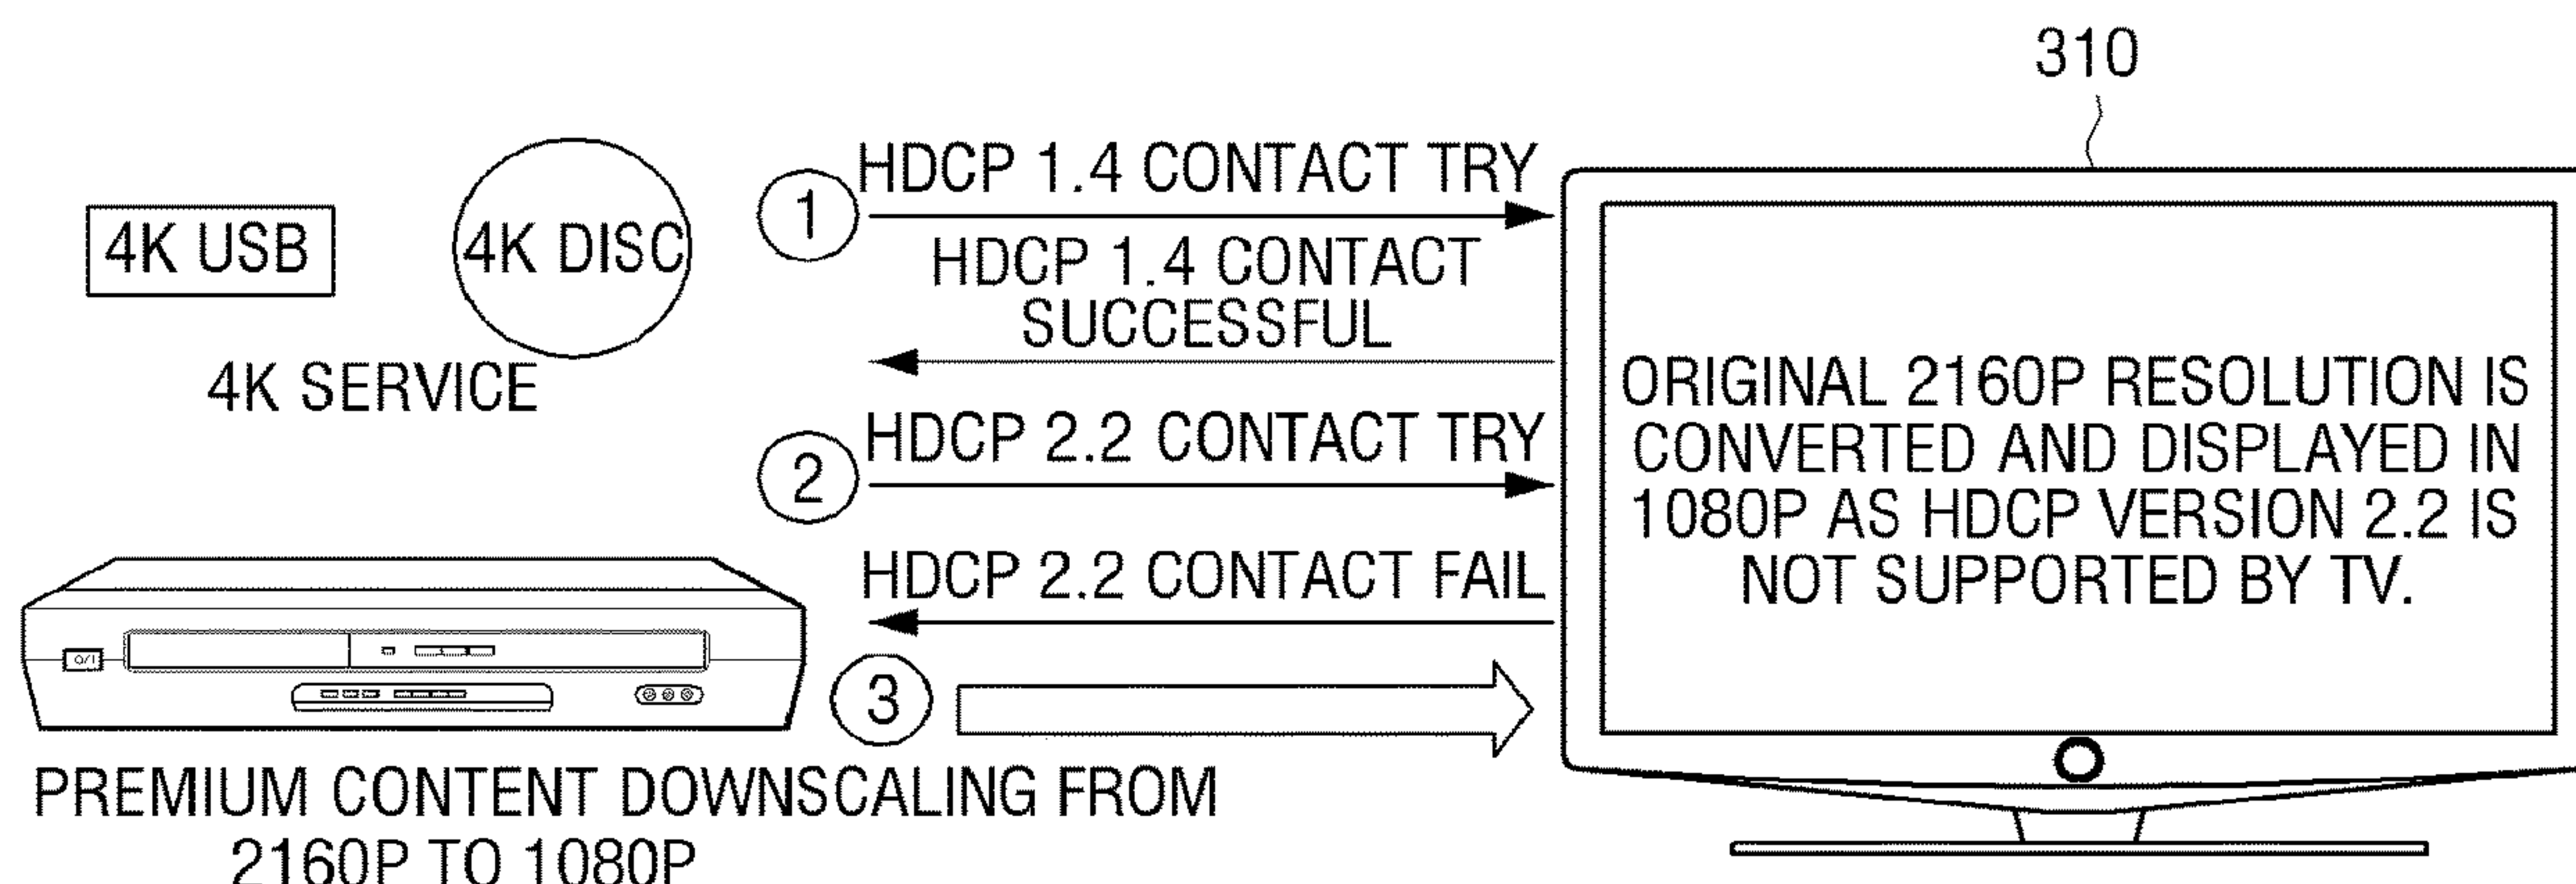 310
4K USB
4K DISC
4K SERVICE
1
HDCP 1.4 CONTACT TRY
HDCP 1.4 CONTACT
SUCCESSFUL
2
HDCP 2.2 CONTACT TRY
HDCP 2.2 CONTACT FAIL
3
PREMIUM CONTENT DOWNSCALING FROM
2160P TO 1080P
ORIGINAL 2160P RESOLUTION IS
CONVERTED AND DISPLAYED IN
1080P AS HDCP VERSION 2.2 IS
NOT SUPPORTED BY TV.